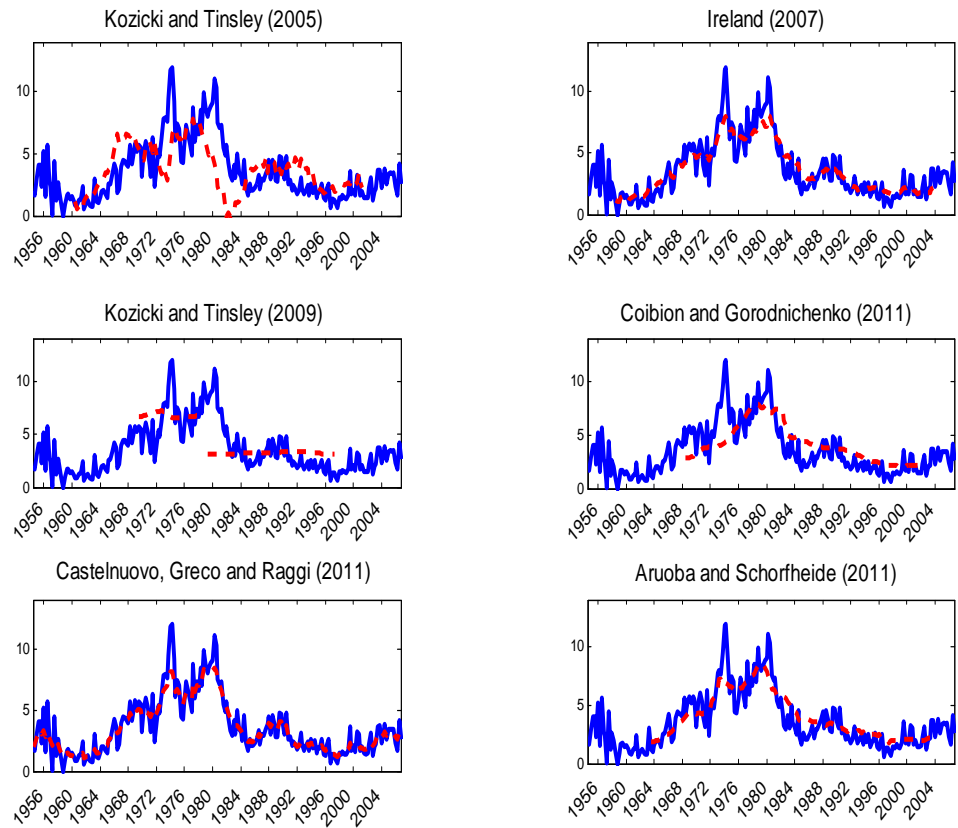 Kozicki and Tinsley (2005)
10
5
0
1956 1960 1964 1968 1972 1976 1980 1984 1988 1992 1996 2000 2004
Ireland (2007)
10
5
0
1956 1960 1964 1968 1972 1976 1980 1984 1988 1992 1996 2000 2004
Kozicki and Tinsley (2009)
10
5
0
1956 1960 1964 1968 1972 1976 1980 1984 1988 1992 1996 2000 2004
Coibion and Gorodnichenko (2011)
10
5
0
1956 1960 1964 1968 1972 1976 1980 1984 1988 1992 1996 2000 2004
Castelnuovo, Greco and Raggi (2011)
10
5
0
1956 1960 1964 1968 1972 1976 1980 1984 1988 1992 1996 2000 2004
Aruoba and Schorfheide (2011)
10
5
0
1956 1960 1964 1968 1972 1976 1980 1984 1988 1992 1996 2000 2004